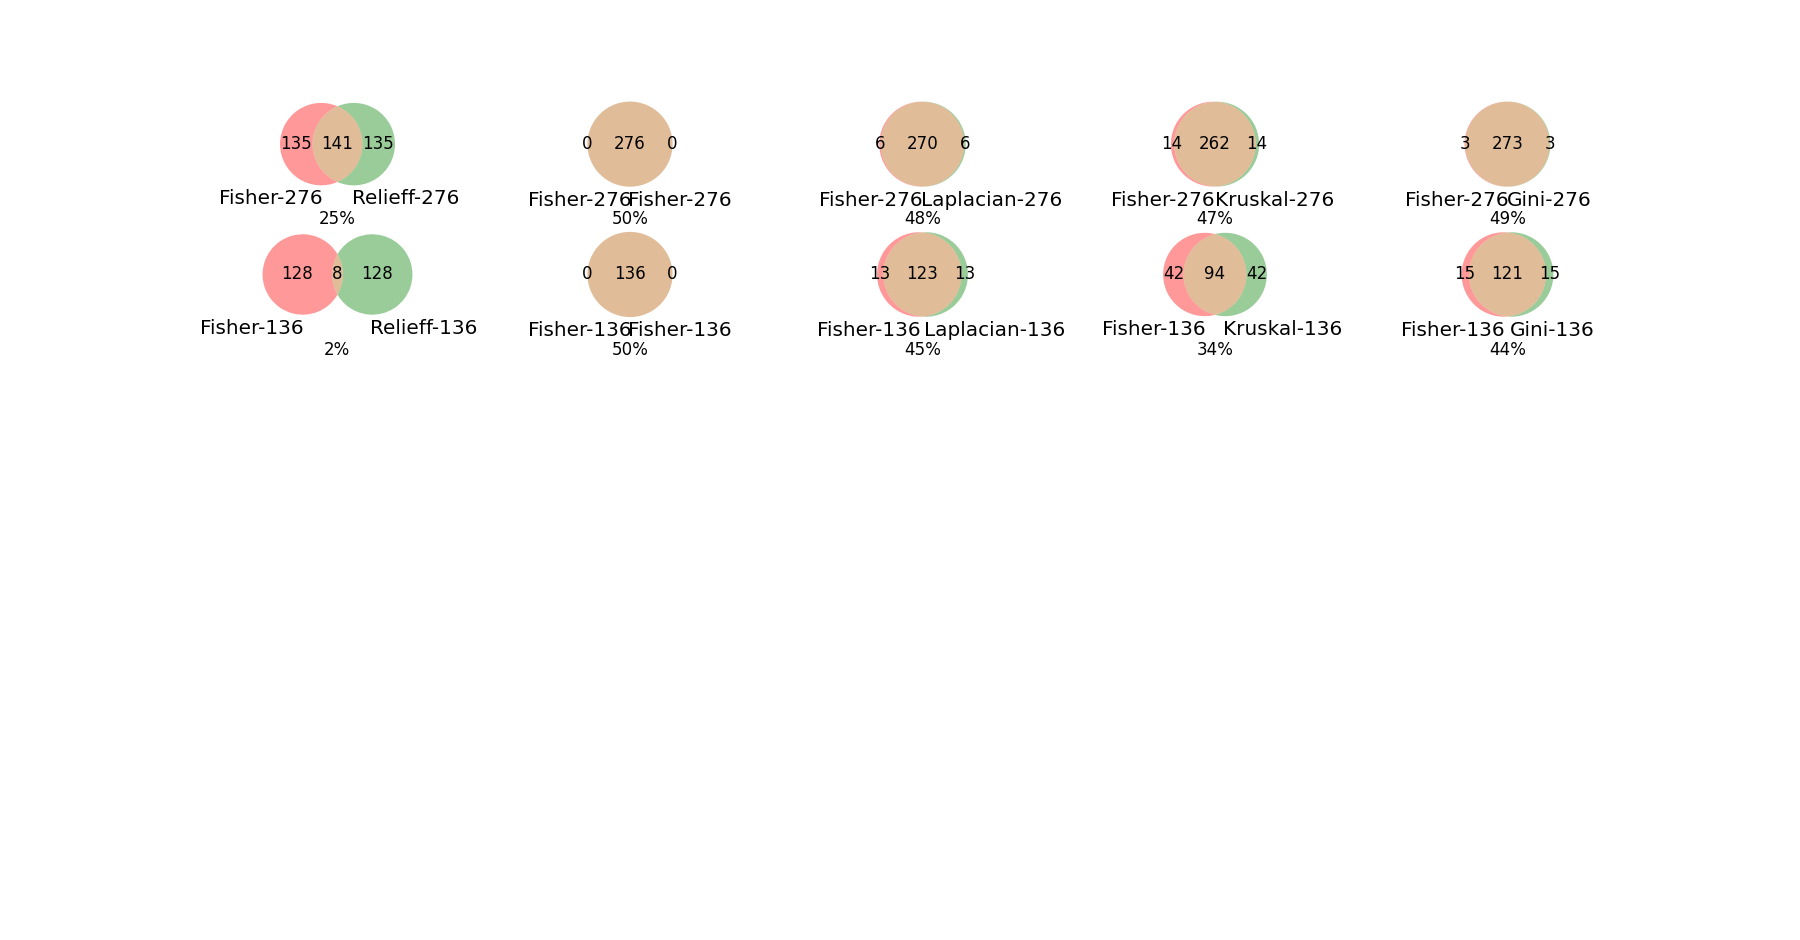 135 141 135 0 276 0 6 270 6 14 262 14 3 273 3
Fisher-276 Relieff-276 Fisher-276 Fisher-276 Fisher-276 Laplacian-276 Fisher-276 Kruskal-276 Fisher-276 Gini-276
25% 50% 48% 47% 49%
128 8 128 0 136 0 13 123 13 42 94 42 15 121 15
Fisher-136 Relieff-136 Fisher-136 Fisher-136 Fisher-136 Laplacian-136 Fisher-136 Kruskal-136 Fisher-136 Gini-136
2% 50% 45% 34% 44%